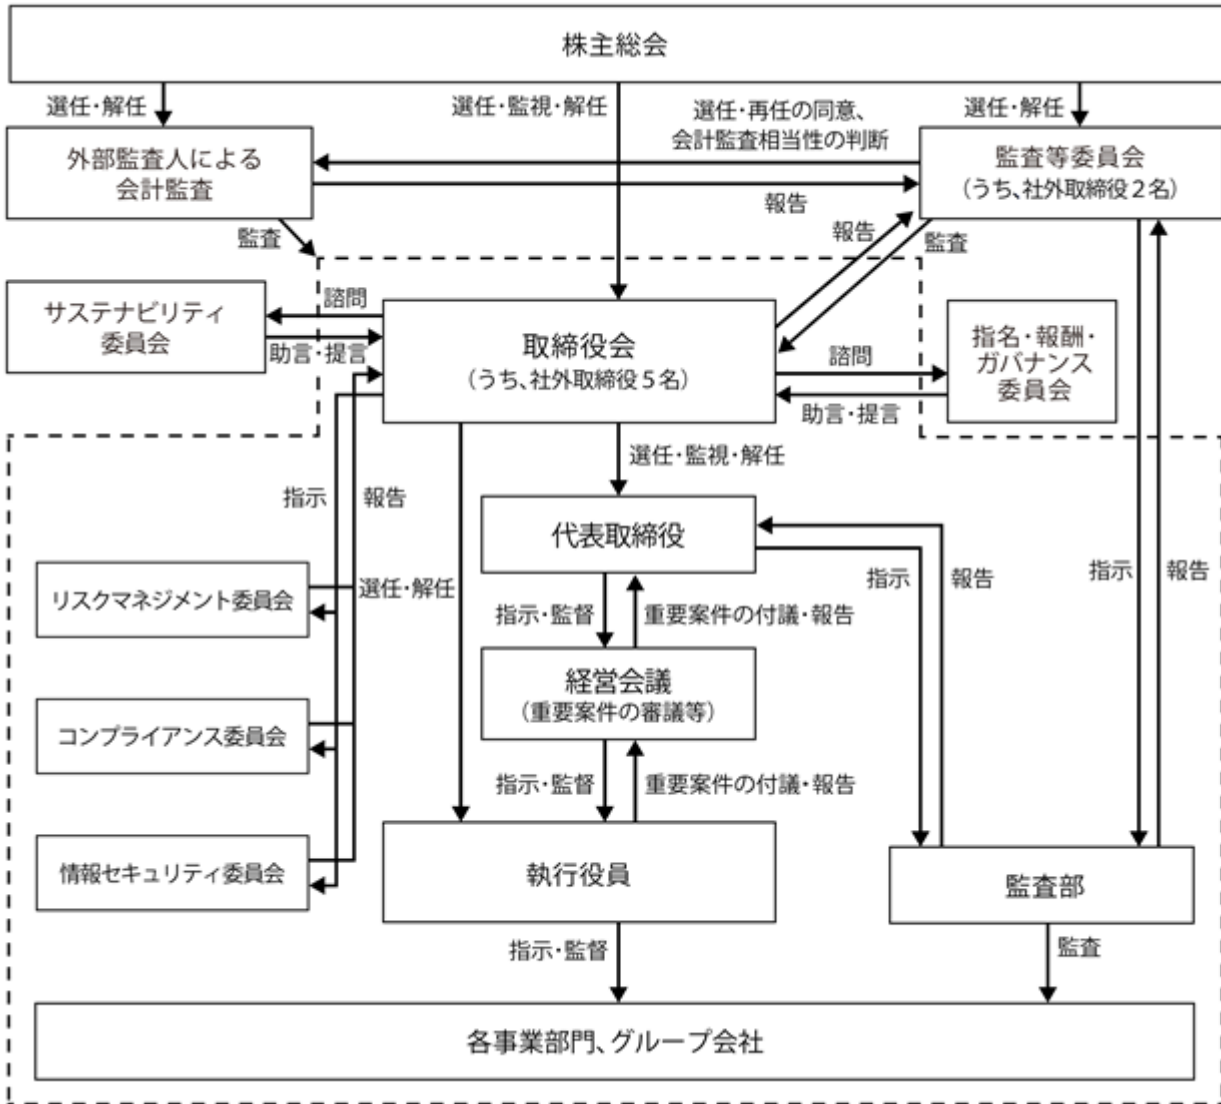 株主総会
選任・解任
選任・監視・解任
選任・再任の同意、
会計監査相当性の判断
選任・解任
外部監査人による
会計監査
監査等委員会
（うち、社外取締役２名）
報告
監査
報告
監査
サステナビリティ
委員会
諮問
助言・提言
取締役会
（うち、社外取締役５名）
諮問
助言・提言
指名・報酬・
ガバナンス
委員会
選任・監視・解任
指示
報告
代表取締役
指示
報告
指示
報告
リスクマネジメント委員会
選任・解任
指示・監督
重要案件の付議・報告
経営会議
（重要案件の審議等）
コンプライアンス委員会
指示・監督
重要案件の付議・報告
情報セキュリティ委員会
執行役員
監査部
指示・監督
監査
各事業部門、グループ会社